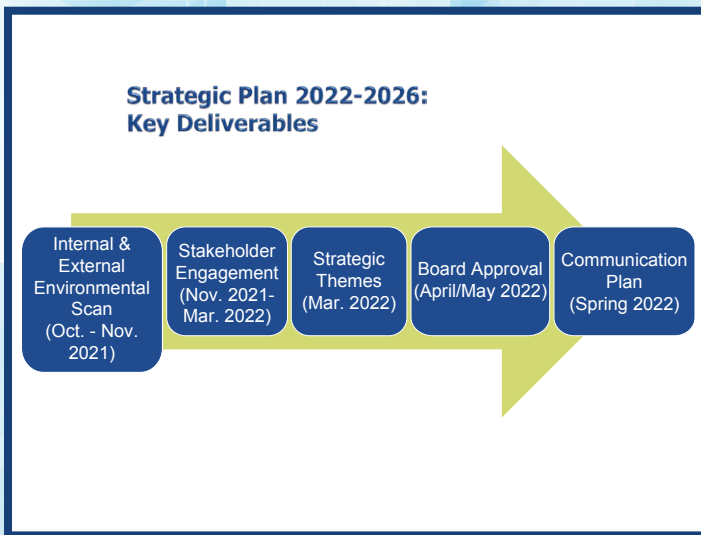 Strategic Plan 2022-2026:
Key Deliverables
Internal &
External
Environmental
Scan
(Oct. - Nov.
2021)
Stakeholder
Engagement
(Nov. 2021-
Mar. 2022)
Strategic
Themes
(Mar. 2022)
Board Approval
(April/May 2022)
Communication
Plan
(Spring 2022)